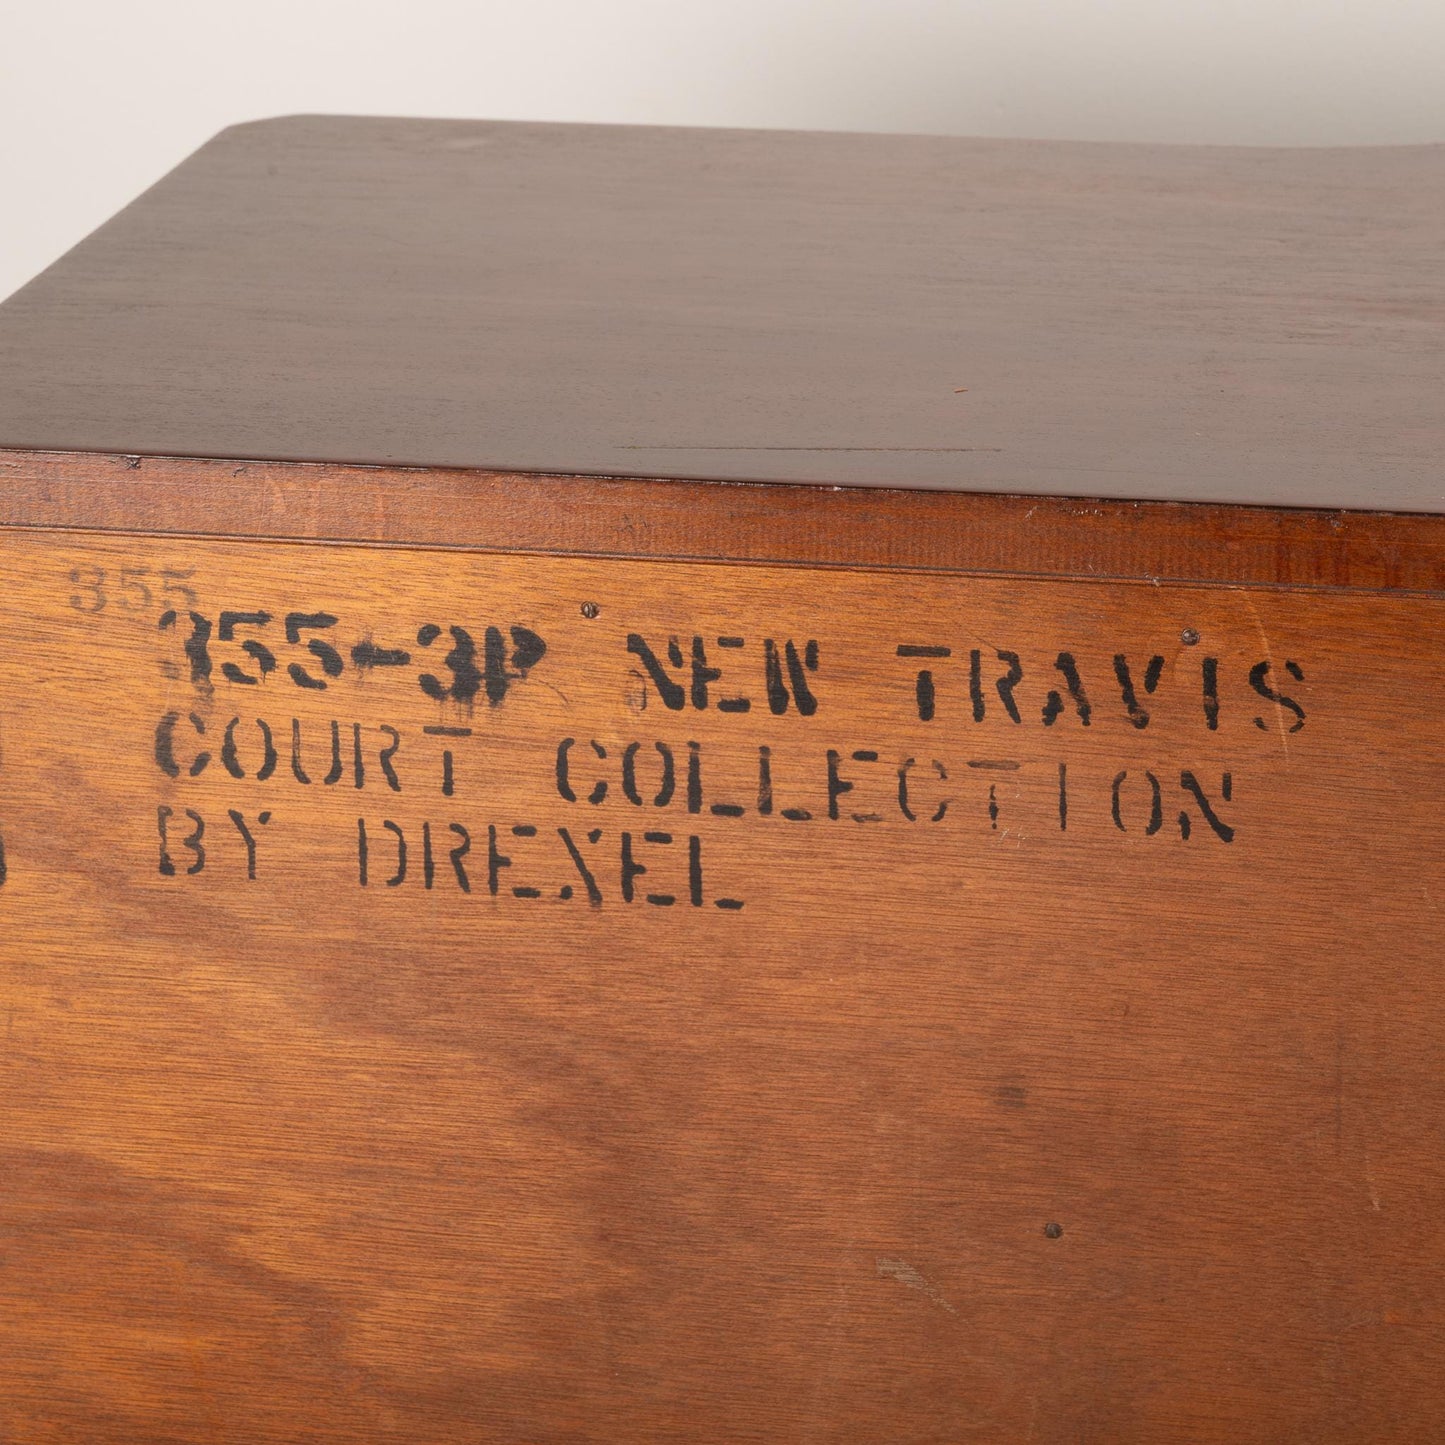 355
355-3P NEW TRAVIS
COURT COLLECTION
BY DREXEL